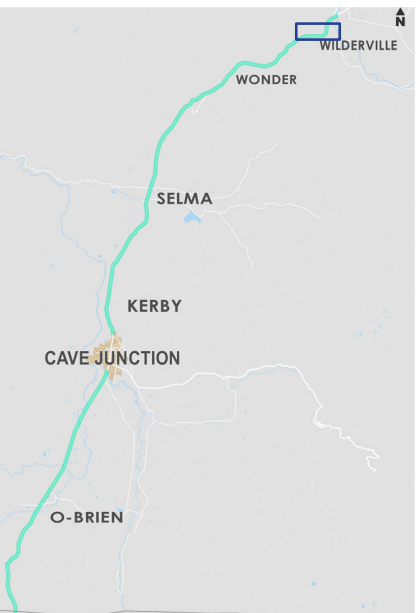 N
WILDERVILLE
WONDER
SELMA
KERBY
CAVE JUNCTION
O-BRIEN